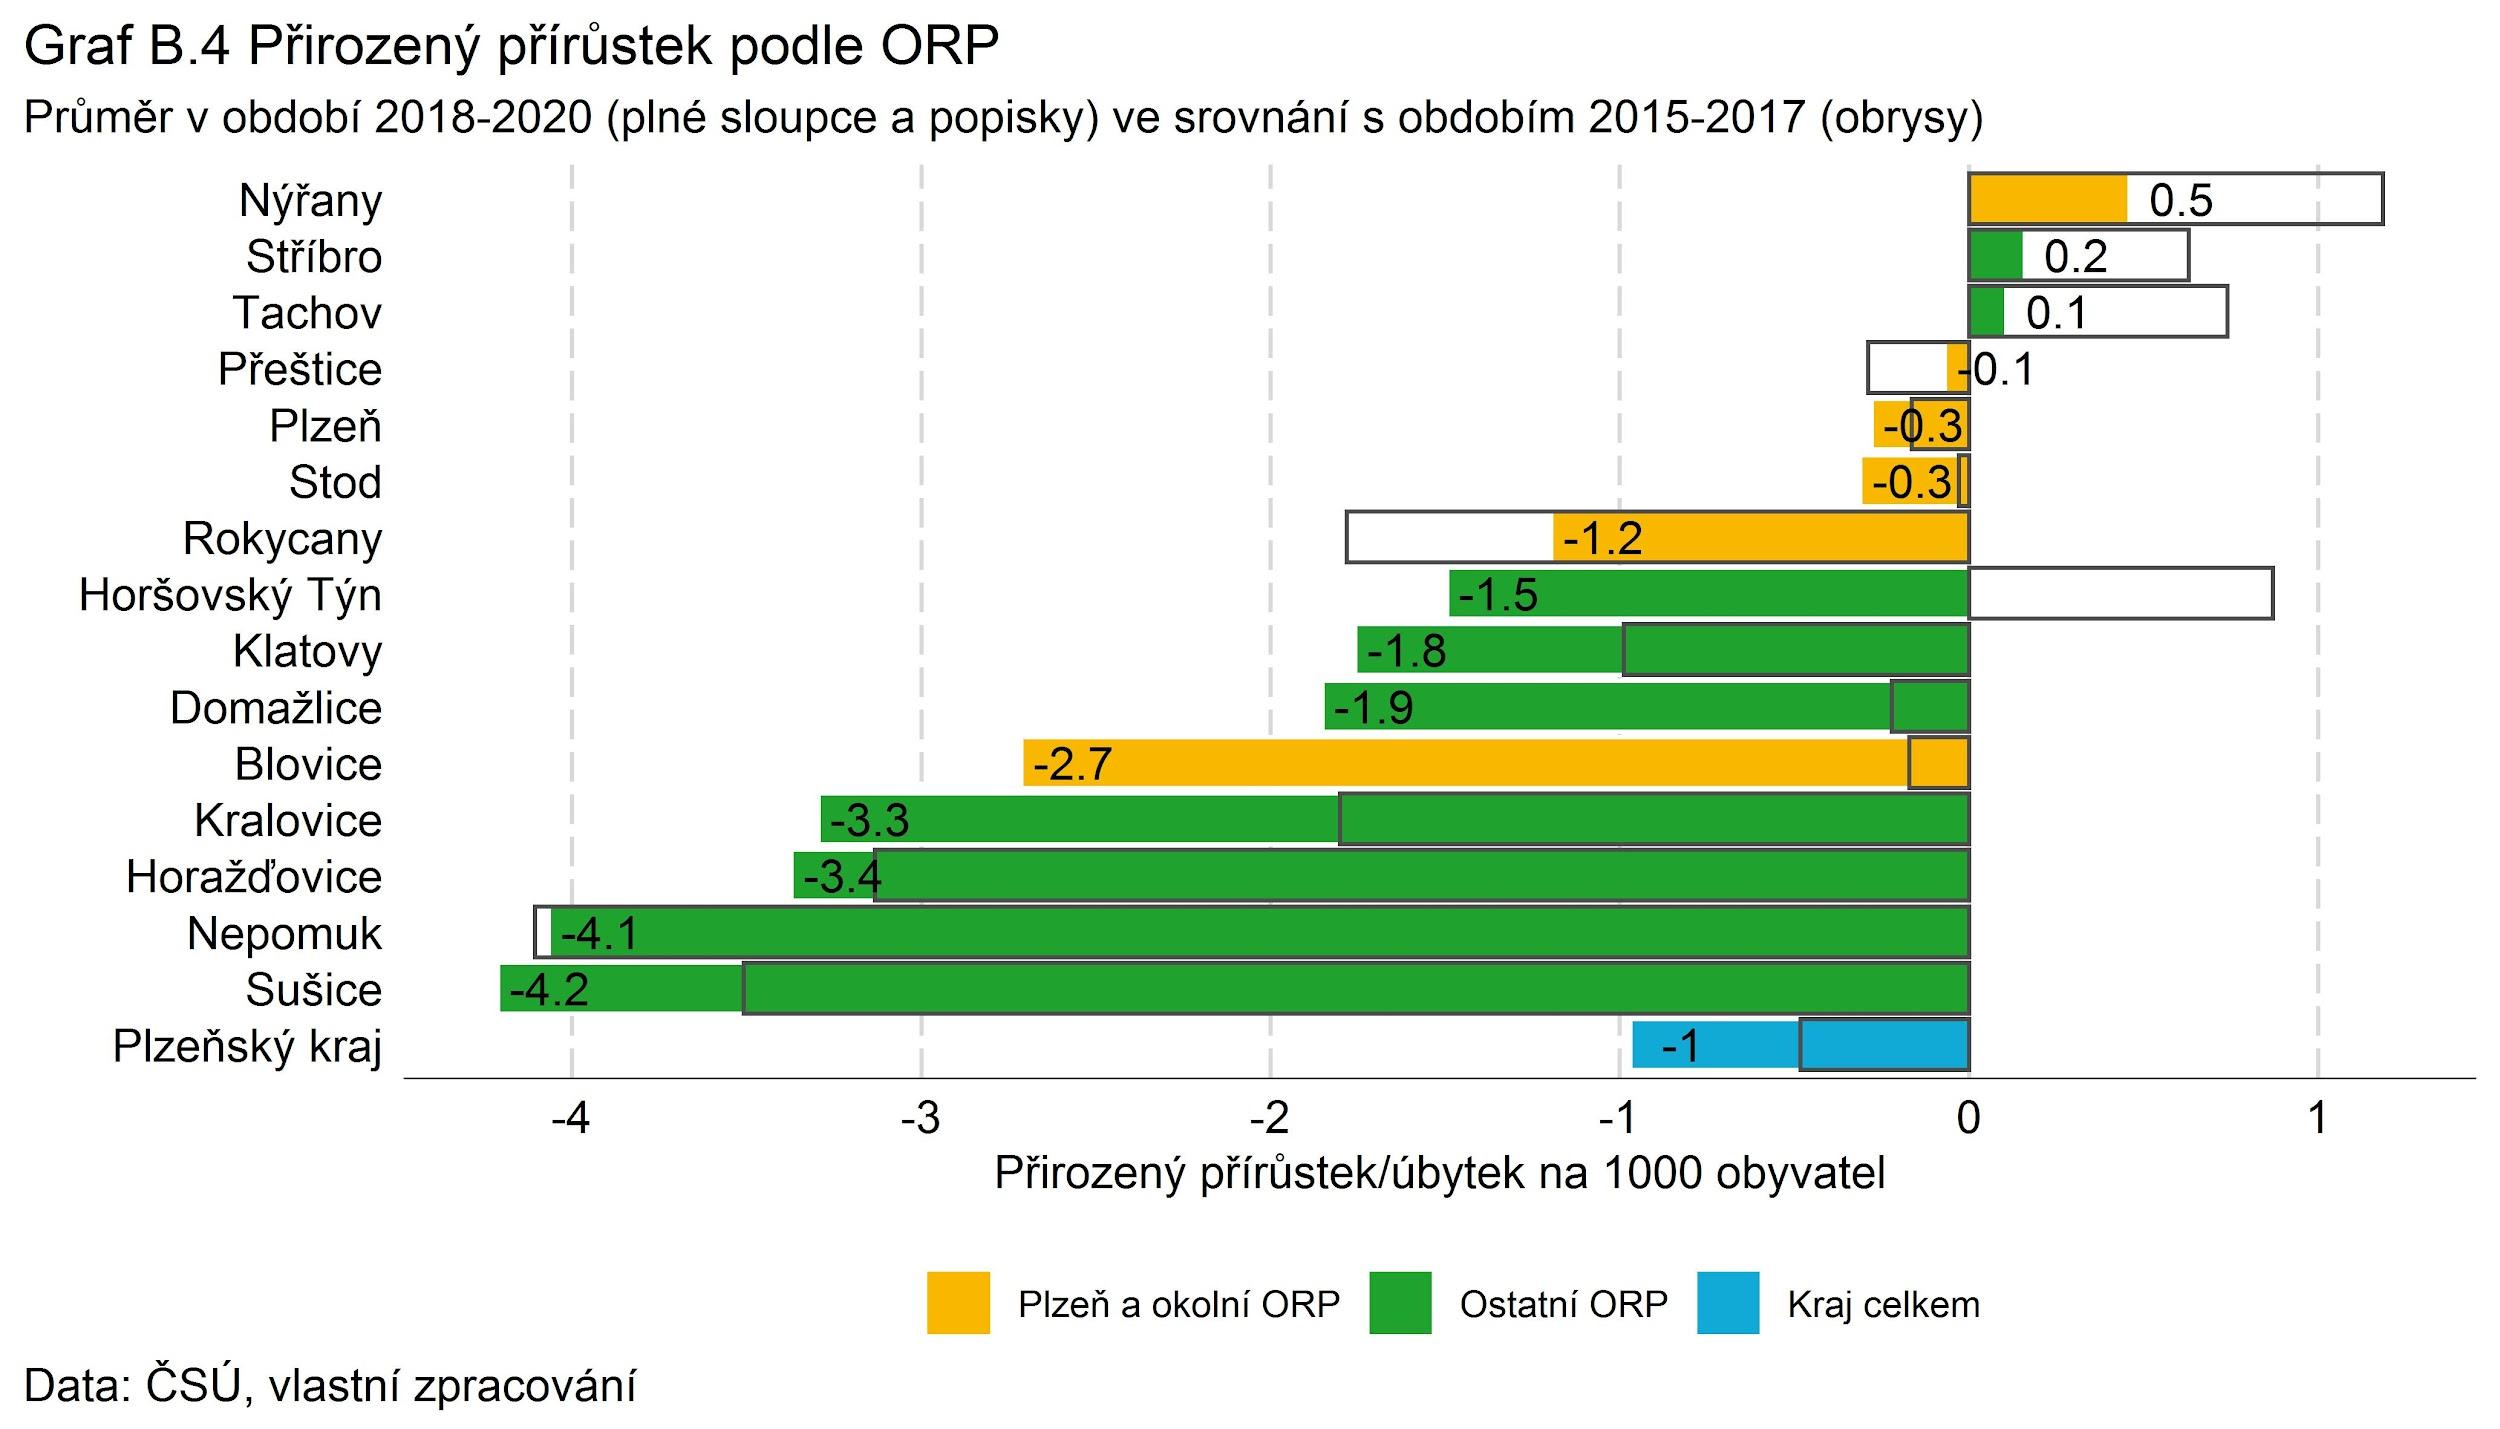 Graf B.4 Přirozený přírůstek podle ORP
Průměr v období 2018-2020 (plné sloupce a popisky) ve srovnání s obdobím 2015-2017 (obrysy)
Nýřany 0.5
Stříbro 0.2
Tachov 0.1
Přeštice -0.1
Plzeň -0.3
Stod -0.3
Rokycany -1.2
Horšovský Týn -1.5
Klatovy -1.8
Domažlice -1.9
Blovice -2.7
Kralovice -3.3
Horažďovice -3.4
Nepomuk -4.1
Sušice -4.2
Plzeňský kraj -1
-4 -3 -2 -1 0 1
Přirozený přírůstek/úbytek na 1000 obyvatel
Plzeň a okolní ORP Ostatní ORP Kraj celkem
Data: ČSÚ, vlastní zpracování